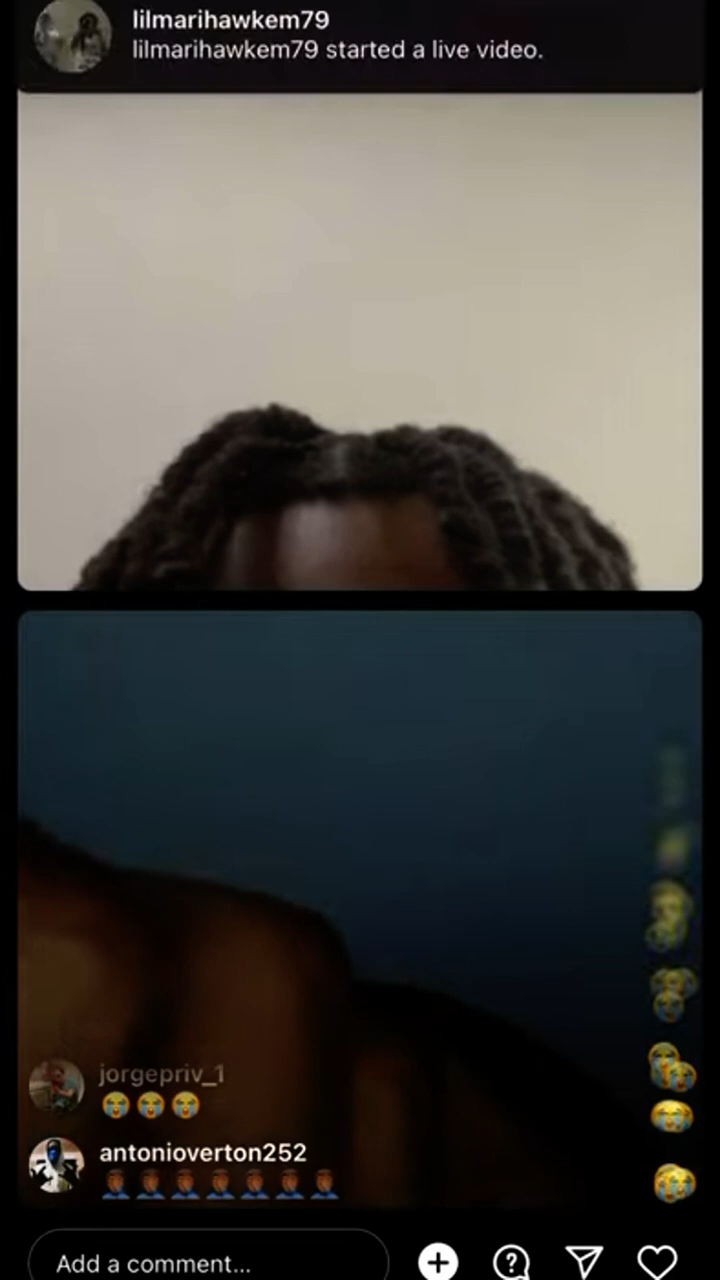 lilmarihawkem79
lilmarihawkem79 started a live video.
jorgepriv_1
😭😭😭
antonioverton252
🤦🏾‍♂️🤦🏾‍♂️🤦🏾‍♂️🤦🏾‍♂️🤦🏾‍♂️🤦🏾‍♂️🤦🏾‍♂️
Add a comment...